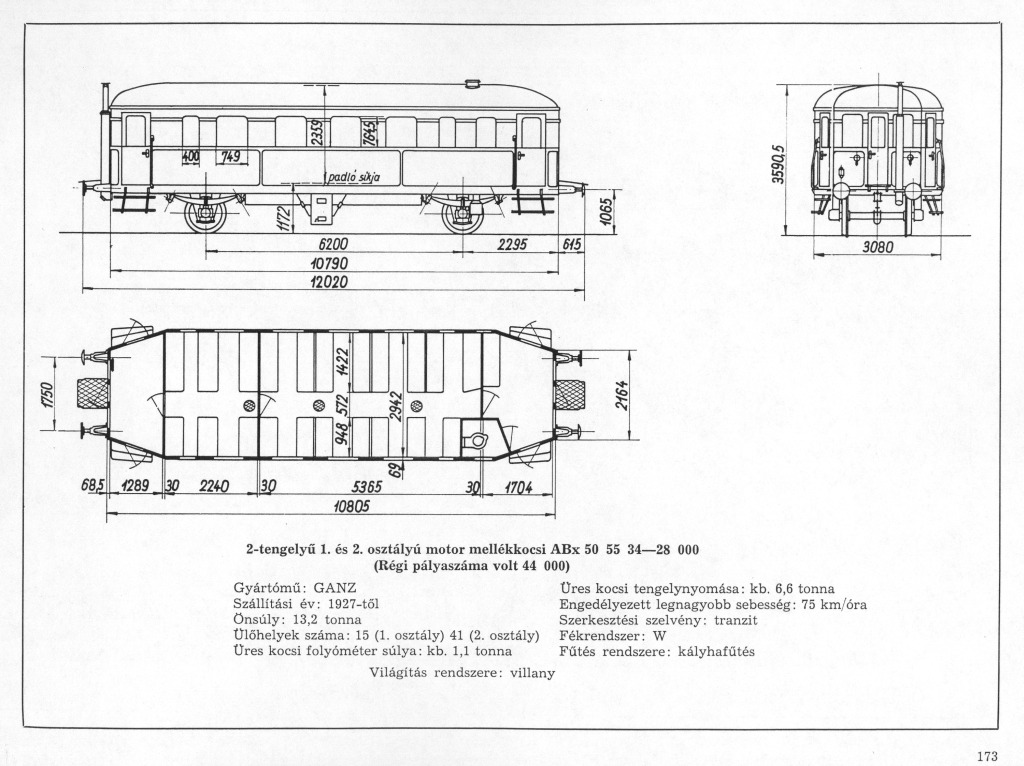 400
749
2359
764,5
padló síkja
1172
1065
6200
2295
615
10790
12020
3590,5
3080
1750
1422
572
2942
948
69
2164
68,5
1289
30
2240
30
5365
30
1704
10805
2-tengelyű 1. és 2. osztályú motor mellékkocsi ABx 50 55 34—28 000
(Régi pályaszáma volt 44 000)
Gyártómű: GANZ
Szállítási év: 1927-től
Önsúly: 13,2 tonna
Ülőhelyek száma: 15 (1. osztály) 41 (2. osztály)
Üres kocsi folyóméter súlya: kb. 1,1 tonna
Üres kocsi tengelynyomása: kb. 6,6 tonna
Engedélyezett legnagyobb sebesség: 75 km/óra
Szerkesztési szelvény: tranzit
Fékrendszer: W
Fűtés rendszere: kályhafűtés
Világítás rendszere: villany
173